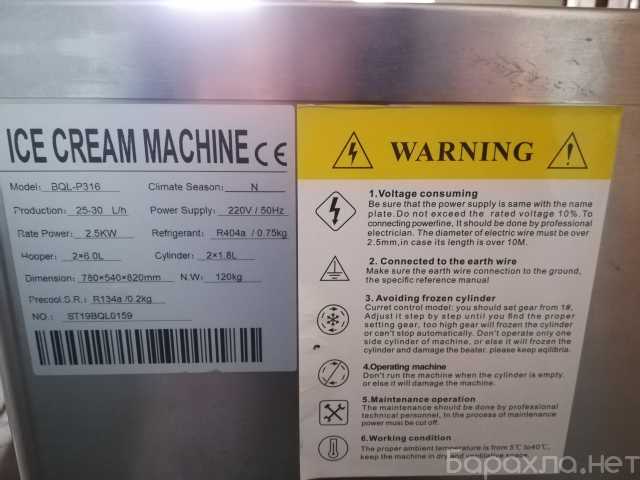 ICE CREAM MACHINE CE
Model: BQL-P316 Climate Season: N
Production: 25-30 L/h Power Supply: 220V / 50Hz
Rate Power: 2.5KW Refrigerant: R404a / 0.75kg
Hooper: 2×6.0L Cylinder: 2×1.8L
Dimension: 780×540×820mm N.W: 120kg
Precool.S.R.: R134a /0.2kg
NO.: ST19BQL0159
WARNING
1.Voltage consuming
Be sure that the power supply is same with the name
plate.Do not exceed the rated voltage 10%.To
connecting powerline, It should be done by professional
electrician. The diameter of electric wire must be over
2.5mm,in case its length is over 10M.
2. Connected to the earth wire
Make sure the earth wire connection to the ground,
the specific reference manual
3. Avoiding frozen cylinder
Curret control model: you should set gear from 1#,
Adjust it step by step until you find the proper
setting gear, too high gear will frozen the cylinder
or can't stop automatically. Don't operate only one
side cylinder of machine, or else it will frozen the
cylinder and damage the beater. please keep eqilibria.
4.Operating machine
Don't run the machine when the cylinder is empty.
or else it will damage the machine.
5.Maintenance operation
The maintenance should be done by professional
technical personnel, In the process of maintenance
power must be cut off.
6.Working condition
The proper ambient temperature is from 5℃ to40℃,
keep the machine in dry and ventilative space.
Барахла.нет